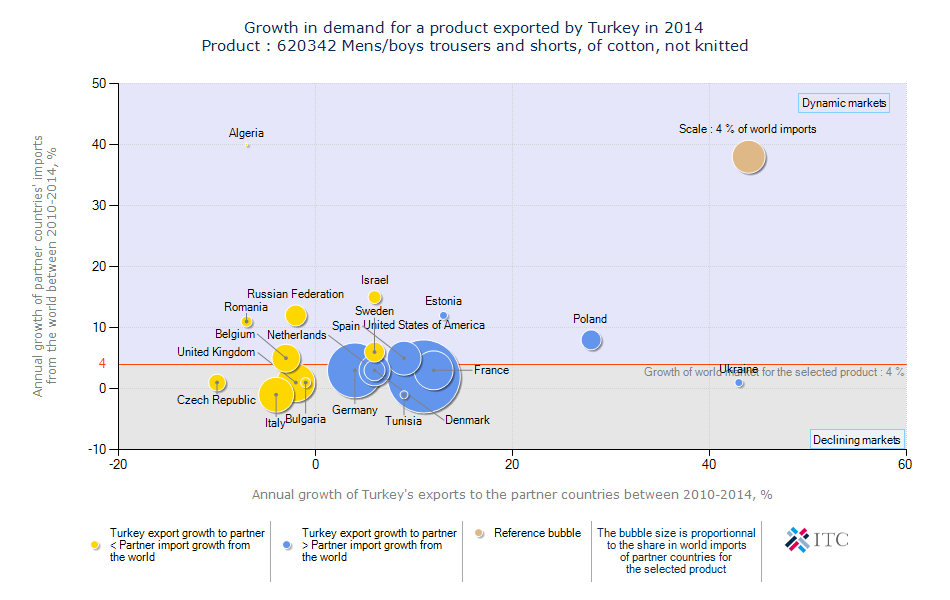 Growth in demand for a product exported by Turkey in 2014
Product : 620342 Mens/boys trousers and shorts, of cotton, not knitted
Annual growth of partner countries' imports
from the world between 2010-2014, %
50
40
30
20
10
4
0
-10
Dynamic markets
Scale : 4 % of world imports
Algeria
Israel
Russian Federation
Estonia
Romania
Sweden
Poland
Belgium
Netherlands
Spain
United States of America
United Kingdom
France
Ukraine
Growth of world market for the selected product : 4 %
Czech Republic
Germany
Italy
Bulgaria
Tunisia
Denmark
Declining markets
-20
0
20
40
60
Annual growth of Turkey's exports to the partner countries between 2010-2014, %
Turkey export growth to partner
< Partner import growth from
the world
Turkey export growth to partner
> Partner import growth from
the world
Reference bubble
The bubble size is proportionnal
to the share in world imports
of partner countries for
the selected product
ITC